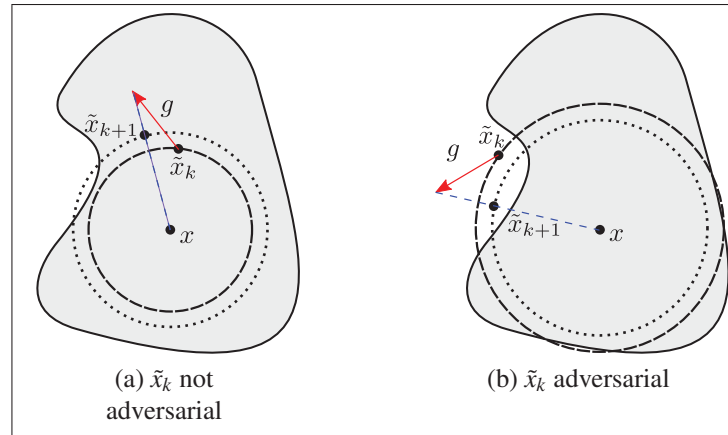 g
x̃ₖ₊₁
x̃ₖ
x
(a) x̃ₖ not
adversarial
x̃ₖ
g
x̃ₖ₊₁
x
(b) x̃ₖ adversarial